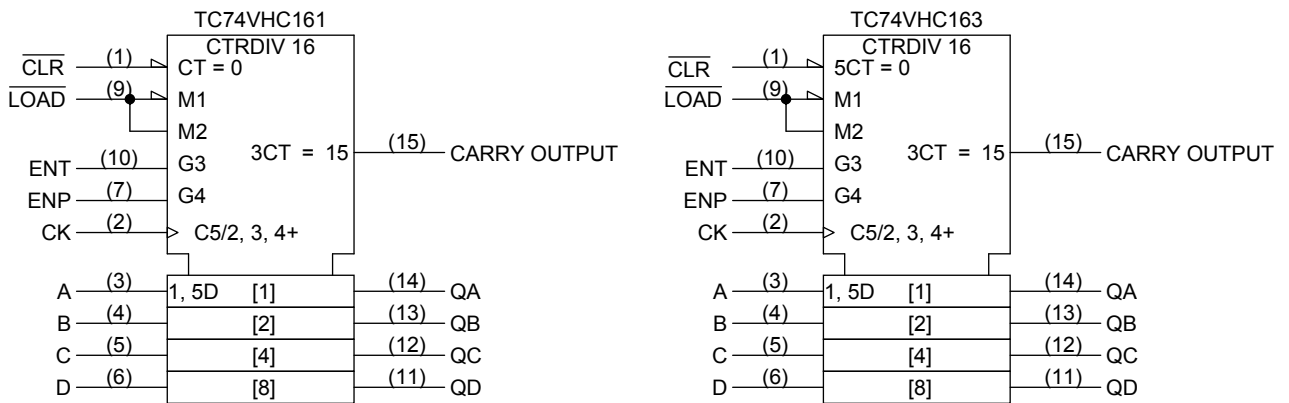 TC74VHC161
CTRDIV 16
CLR (1) CT = 0
LOAD (9) M1
M2
3CT = 15 (15) CARRY OUTPUT
ENT (10) G3
ENP (7) G4
CK (2) C5/2, 3, 4+
A (3) 1, 5D [1] (14) QA
B (4) [2] (13) QB
C (5) [4] (12) QC
D (6) [8] (11) QD
TC74VHC163
CTRDIV 16
CLR (1) 5CT = 0
LOAD (9) M1
M2
3CT = 15 (15) CARRY OUTPUT
ENT (10) G3
ENP (7) G4
CK (2) C5/2, 3, 4+
A (3) 1, 5D [1] (14) QA
B (4) [2] (13) QB
C (5) [4] (12) QC
D (6) [8] (11) QD